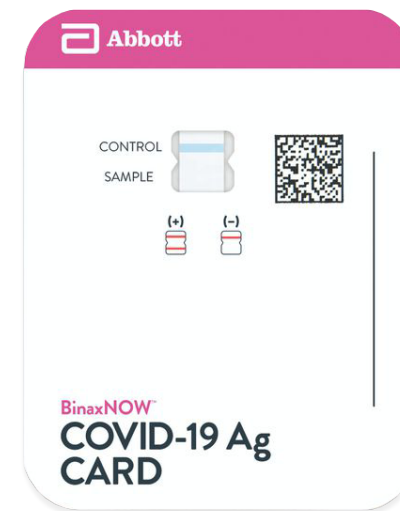 Abbott
CONTROL
SAMPLE
(+) (-)
BinaxNOW™
COVID-19 Ag
CARD